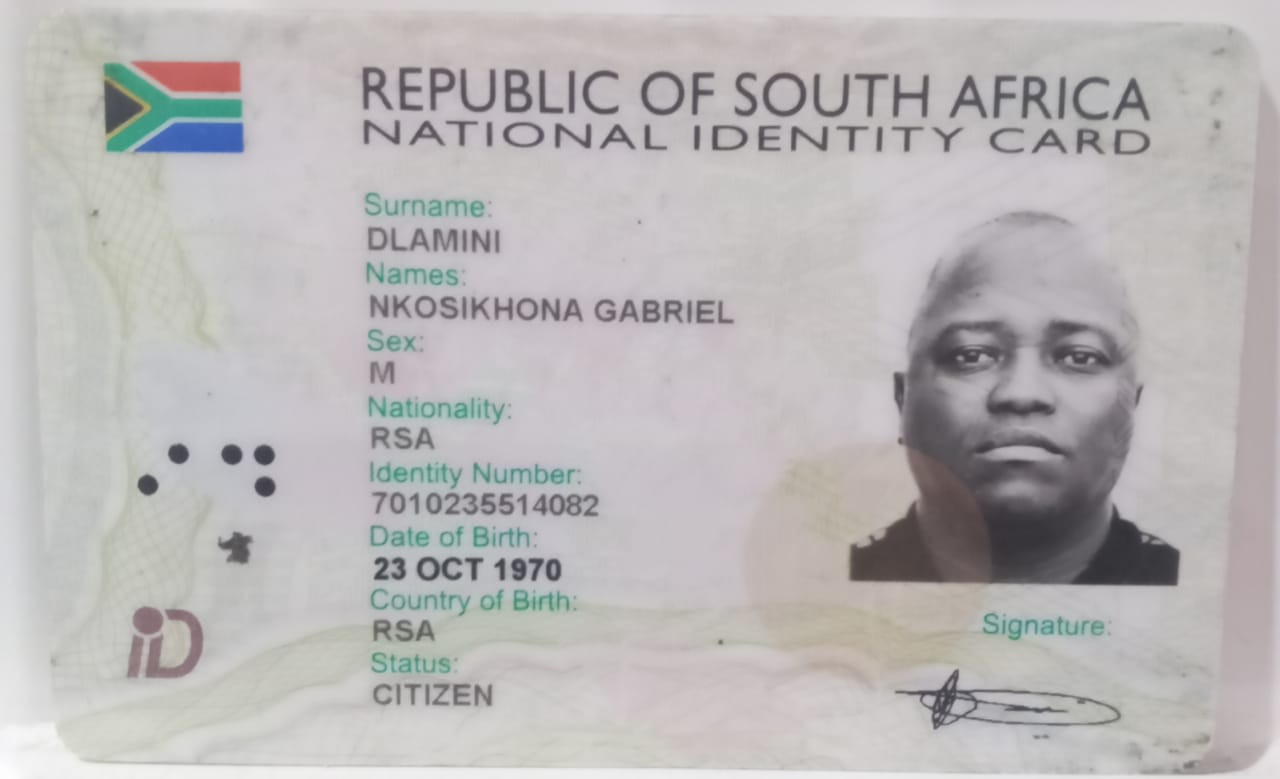 REPUBLIC OF SOUTH AFRICA
NATIONAL IDENTITY CARD
Surname:
DLAMINI
Names:
NKOSIKHONA GABRIEL
Sex:
M
Nationality:
RSA
Identity Number:
7010235514082
Date of Birth:
23 OCT 1970
Country of Birth:
RSA
Status:
CITIZEN
Signature:
iD